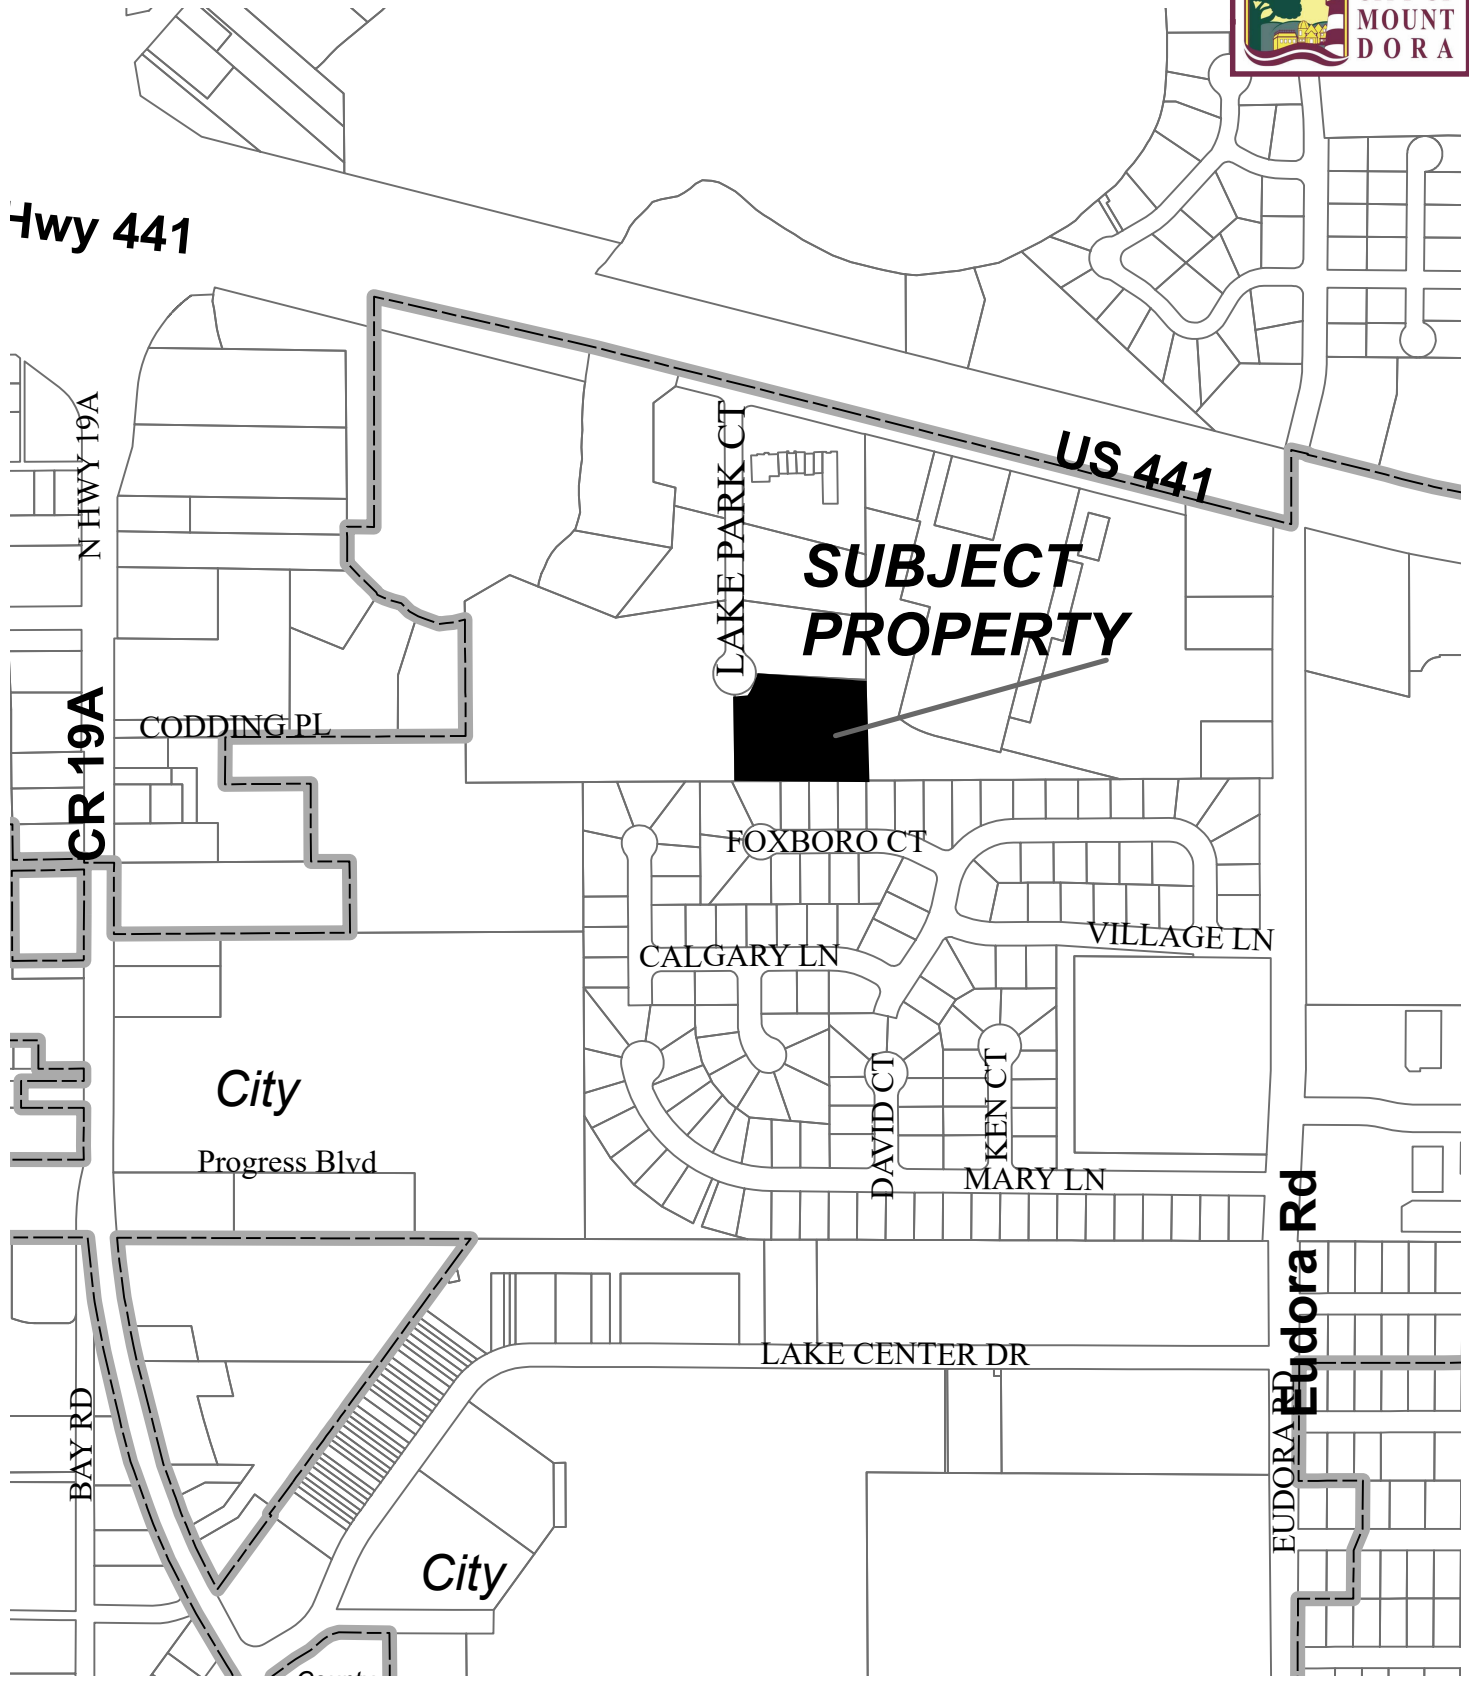 MOUNT
DORA
Hwy 441
US 441
N HWY 19A
LAKE PARK CT
SUBJECT
PROPERTY
CR 19A
CODDING PL
FOXBORO CT
VILLAGE LN
CALGARY LN
City
DAVID CT
KEN CT
Progress Blvd
MARY LN
Eudora Rd
LAKE CENTER DR
BAY RD
EUDORA RD
City